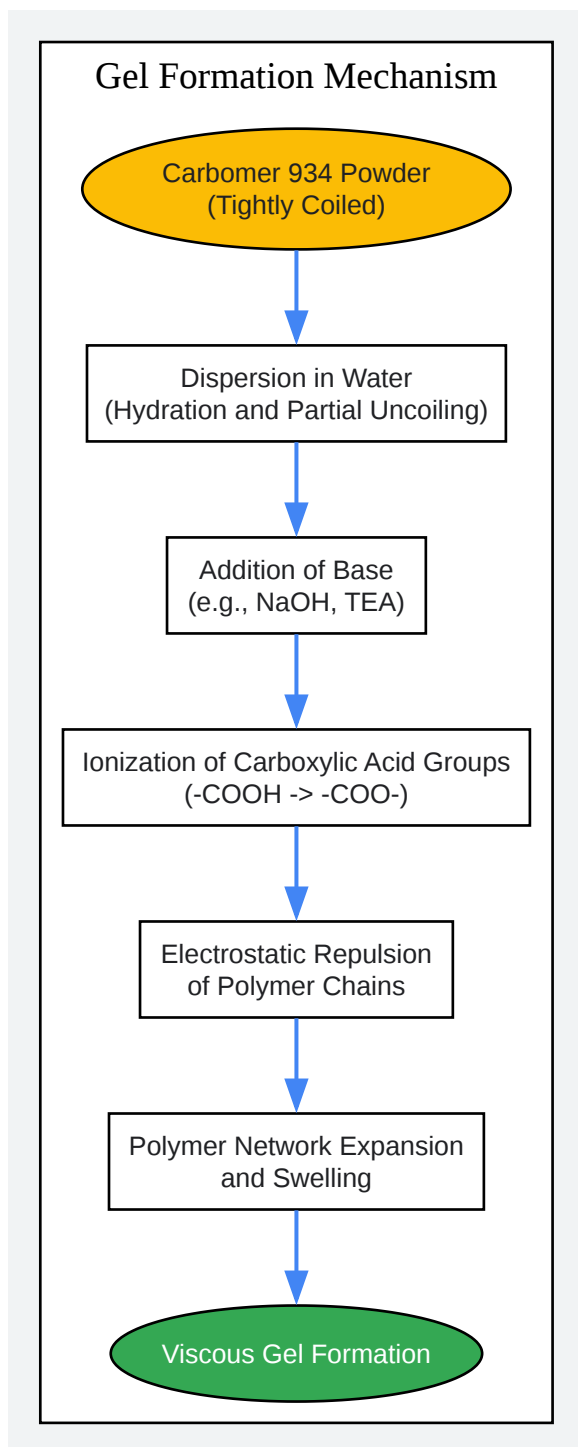 Gel Formation Mechanism
Carbomer 934 Powder
(Tightly Coiled)
Dispersion in Water
(Hydration and Partial Uncoiling)
Addition of Base
(e.g., NaOH, TEA)
Ionization of Carboxylic Acid Groups
(-COOH -> -COO-)
Electrostatic Repulsion
of Polymer Chains
Polymer Network Expansion
and Swelling
Viscous Gel Formation